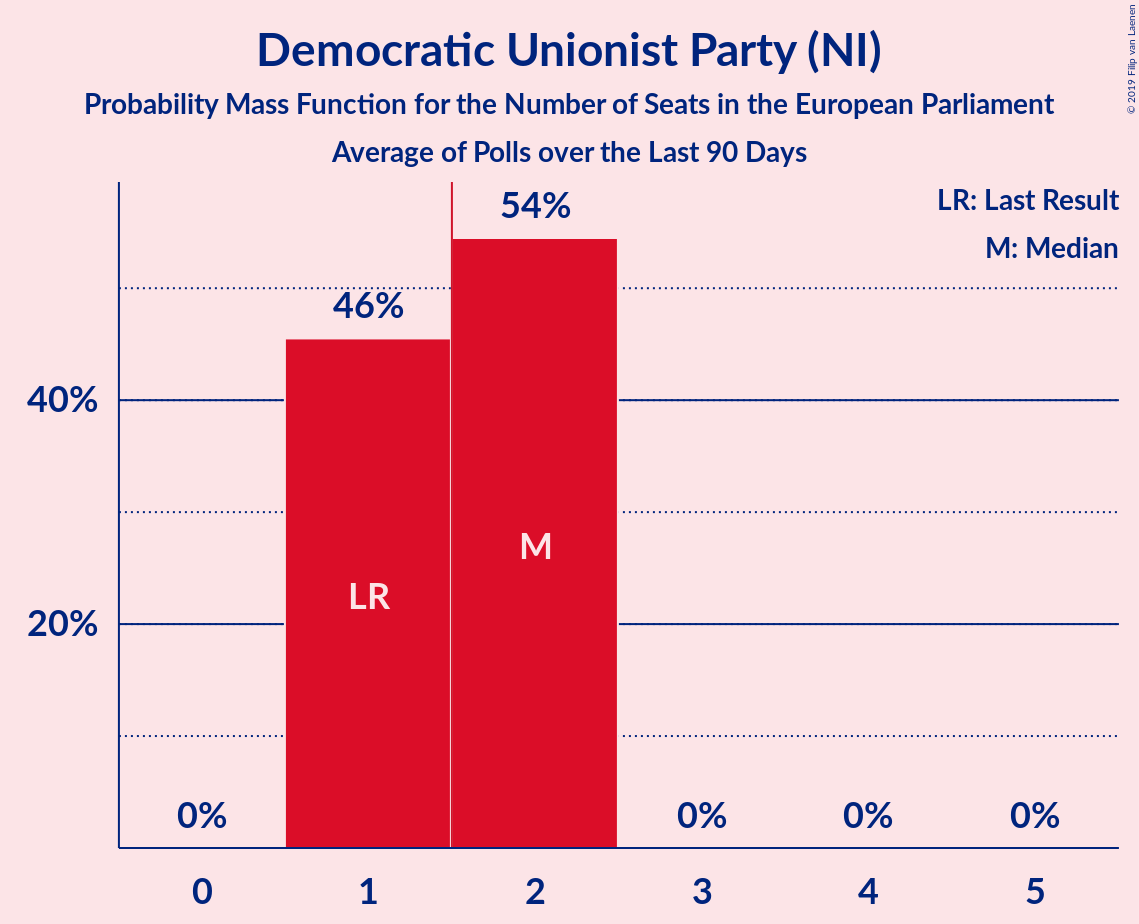 Democratic Unionist Party (NI)
Probability Mass Function for the Number of Seats in the European Parliament
Average of Polls over the Last 90 Days
© 2019 Filip van Laenen
LR: Last Result
M: Median
54%
46%
40%
M
LR
20%
0%
0%
0%
0%
0
1
2
3
4
5